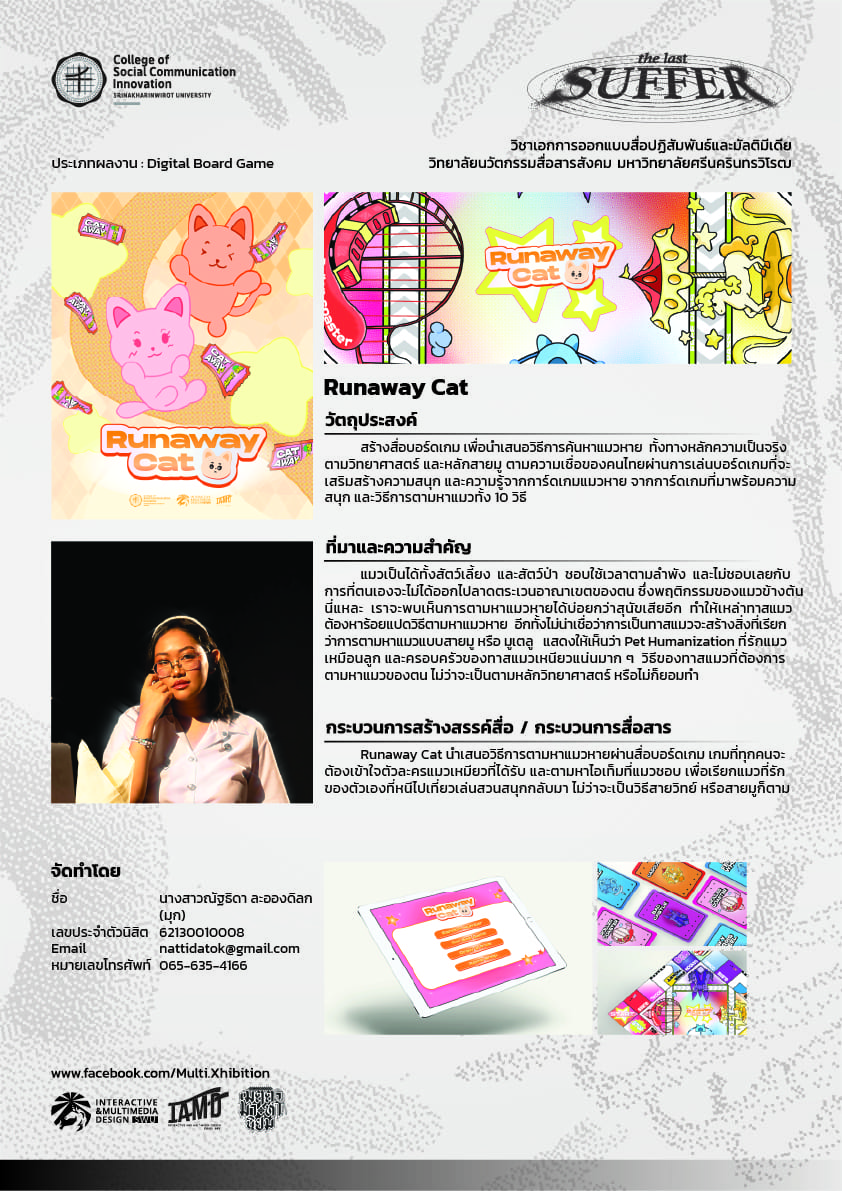 College of
Social Communication
Innovation
SRINAKHARINWIROT UNIVERSITY
the last
SUFFER
วิชาเอกการออกแบบสื่อปฏิสัมพันธ์และมัลติมีเดีย
ประเภทผลงาน : Digital Board Game
วิทยาลัยนวัตกรรมสื่อสารสังคม มหาวิทยาลัยศรีนครินทรวิโรฒ
CAT AWAY
CAT AWAY
CAT AWAY
CAT AWAY
CAT AWAY
Runaway
Cat
Runaway
Cat
coaster
Runaway Cat
วัตถุประสงค์
สร้างสื่อบอร์ดเกม เพื่อนำเสนอวิธีการค้นหาแมวหาย ทั้งทางหลักความเป็นจริง
ตามวิทยาศาสตร์ และหลักสายมู ตามความเชื่อของคนไทยผ่านการเล่นบอร์ดเกมที่จะ
เสริมสร้างความสนุก และความรู้จากการ์ดเกมแมวหาย จากการ์ดเกมที่มาพร้อมความ
สนุก และวิธีการตามหาแมวทั้ง 10 วิธี
ที่มาและความสำคัญ
แมวเป็นได้ทั้งสัตว์เลี้ยง และสัตว์ป่า ชอบใช้เวลาตามลำพัง และไม่ชอบเลยกับ
การที่ตนเองจะไม่ได้ออกไปลาดตระเวนอาณาเขตของตน ซึ่งพฤติกรรมของแมวข้างต้น
นี่แหละ เราจะพบเห็นการตามหาแมวหายได้บ่อยกว่าสุนัขเสียอีก ทำให้เหล่าทาสแมว
ต้องหาร้อยแปดวิธีตามหาแมวหาย อีกทั้งไม่น่าเชื่อว่าการเป็นทาสแมวจะสร้างสิ่งที่เรียก
ว่าการตามหาแมวแบบสายมู หรือ มูเตลู แสดงให้เห็นว่า Pet Humanization ที่รักแมว
เหมือนลูก และครอบครัวของทาสแมวเหนียวแน่นมาก ๆ วิธีของทาสแมวที่ต้องการ
ตามหาแมวของตน ไม่ว่าจะเป็นตามหลักวิทยาศาสตร์ หรือไม่ก็ยอมทำ
กระบวนการสร้างสรรค์สื่อ / กระบวนการสื่อสาร
Runaway Cat นำเสนอวิธีการตามหาแมวหายผ่านสื่อบอร์ดเกม เกมที่ทุกคนจะ
ต้องเข้าใจตัวละครแมวเหมียวที่ได้รับ และตามหาไอเท็มที่แมวชอบ เพื่อเรียกแมวที่รัก
ของตัวเองที่หนีไปเที่ยวเล่นสวนสนุกกลับมา ไม่ว่าจะเป็นวิธีสายวิทย์ หรือสายมูก็ตาม
จัดทำโดย
ชื่อ นางสาวณัฐธิดา ละอองดิลก
(มุก)
เลขประจำตัวนิสิต 62130010008
Email nattidatok@gmail.com
หมายเลขโทรศัพท์ 065-635-4166
Runaway
Cat
START
www.facebook.com/Multi.Xhibition
INTERACTIVE
&MULTIMEDIA
DESIGN SWU
IAMD